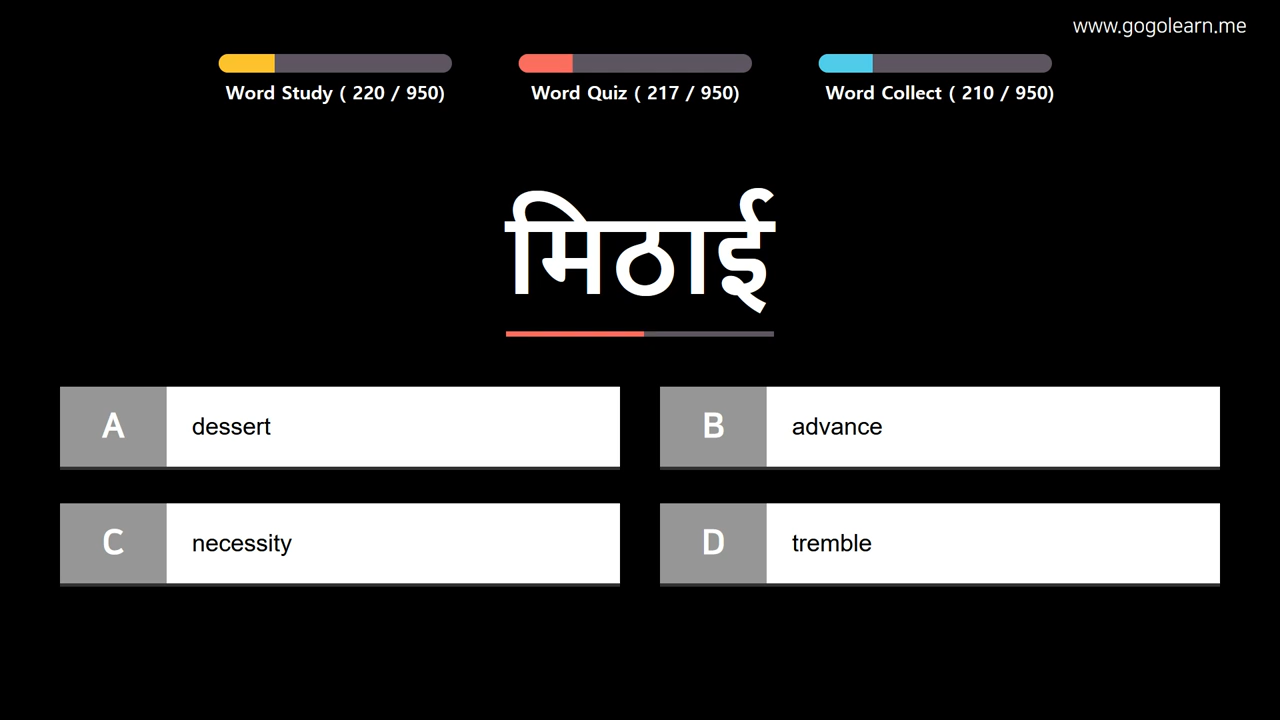 www.gogolearn.me
Word Study ( 220 / 950)
Word Quiz ( 217 / 950)
Word Collect ( 210 / 950)
मिठाई
A dessert
B advance
C necessity
D tremble